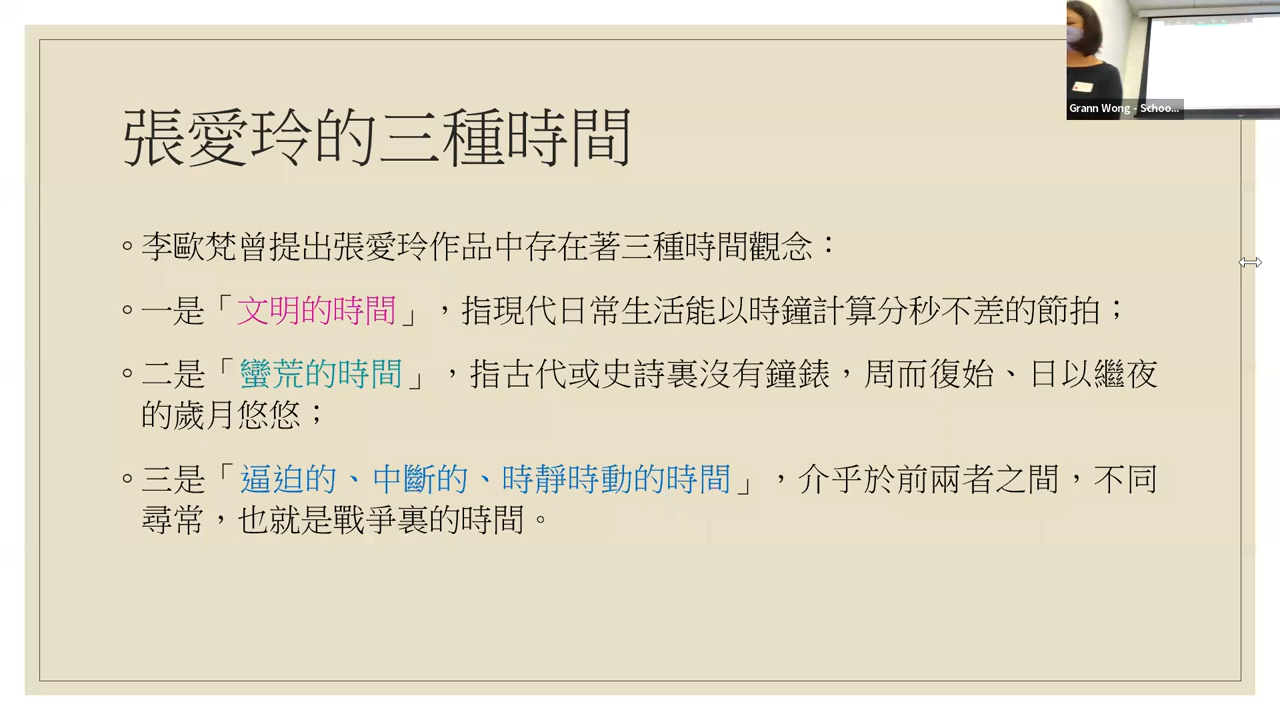 張愛玲的三種時間
Grann Wong - Schoo...
李歐梵曾提出張愛玲作品中存在著三種時間觀念：
一是「文明的時間」，指現代日常生活能以時鐘計算分秒不差的節拍；
二是「蠻荒的時間」，指古代或史詩裏沒有鐘錶，周而復始、日以繼夜
的歲月悠悠；
三是「逼迫的、中斷的、時靜時動的時間」，介乎於前兩者之間，不同
尋常，也就是戰爭裏的時間。